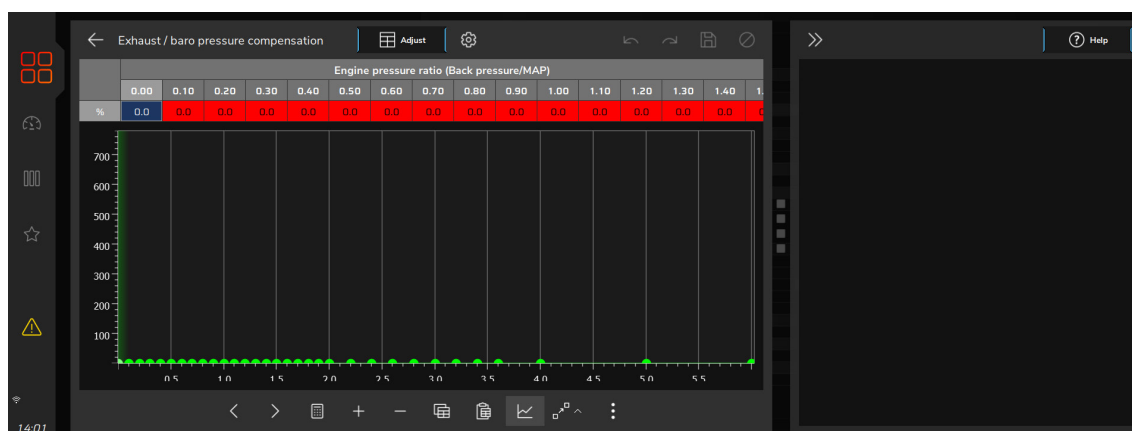 Exhaust / baro pressure compensation
Adjust
Help
Engine pressure ratio (Back pressure/MAP)
0.00 0.10 0.20 0.30 0.40 0.50 0.60 0.70 0.80 0.90 1.00 1.10 1.20 1.30 1.40 1.
% 0.0 0.0 0.0 0.0 0.0 0.0 0.0 0.0 0.0 0.0 0.0 0.0 0.0 0.0 0.0 0
700
600
500
400
300
200
100
0.5 1.0 1.5 2.0 2.5 3.0 3.5 4.0 4.5 5.0 5.5
14:01